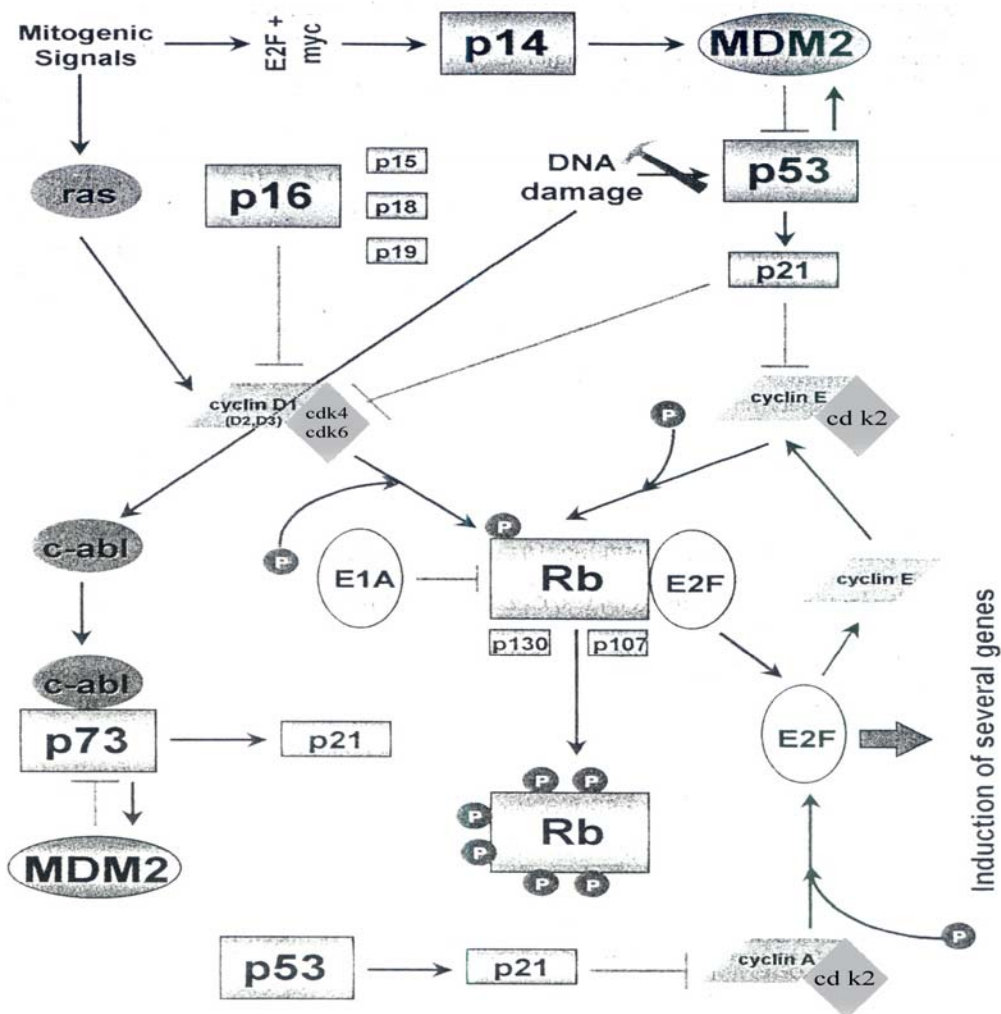 Mitogenic
Signals
E2F +
myc
p14
MDM2
ras
p16
p15
p18
p19
DNA
damage
p53
p21
cyclin D1
(D2,D3)
cdk4
cdk6
cyclin E
cd k2
P
P
c-abl
E1A
P
Rb
E2F
cyclin E
p130
p107
c-abl
p73
p21
E2F
Induction of several genes
MDM2
P
P
P
Rb
P
P
P
P
p53
p21
cyclin A
cd k2